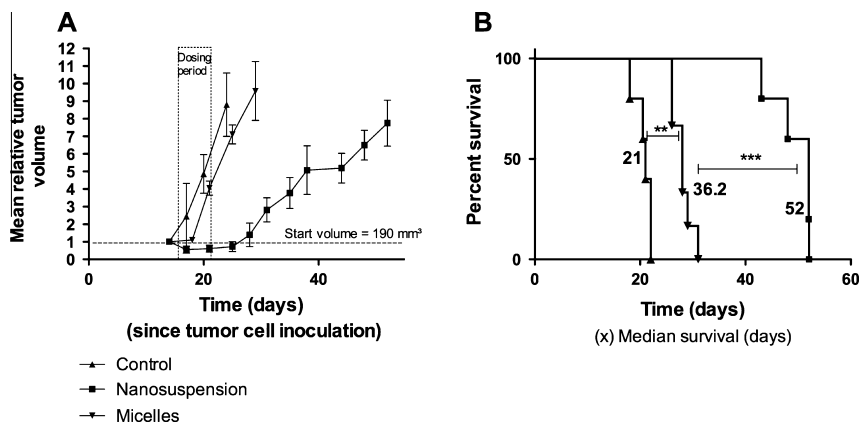 A
Mean relative tumor
volume
12
11
10
9
8
7
6
5
4
3
2
1
0
Dosing
period
Start volume = 190 mm³
0 20 40
Time (days)
(since tumor cell inoculation)
Control
Nanosuspension
Micelles
B
Percent survival
100
50
0
**
***
21
36.2
52
0 20 40 60
Time (days)
(x) Median survival (days)